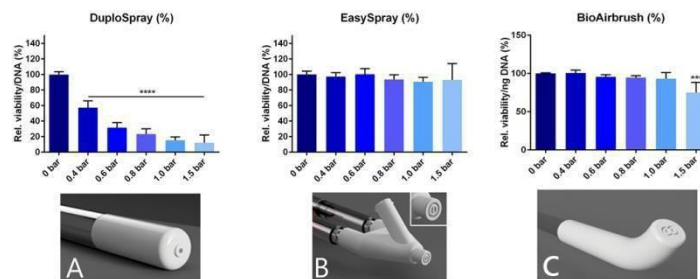 DuploSpray (%)
Rel. viability/DNA (%)
140
120
100
80
60
40
20
0
****
0 bar
0.4 bar
0.6 bar
0.8 bar
1.0 bar
1.5 bar
A
EasySpray (%)
Rel. viability/DNA (%)
140
120
100
80
60
40
20
0
0 bar
0.4 bar
0.6 bar
0.8 bar
1.0 bar
1.5 bar
B
BioAirbrush (%)
Rel. viability/ng DNA (%)
150
100
50
0
0 bar
0.4 bar
0.6 bar
0.8 bar
1.0 bar
1.5 bar
C